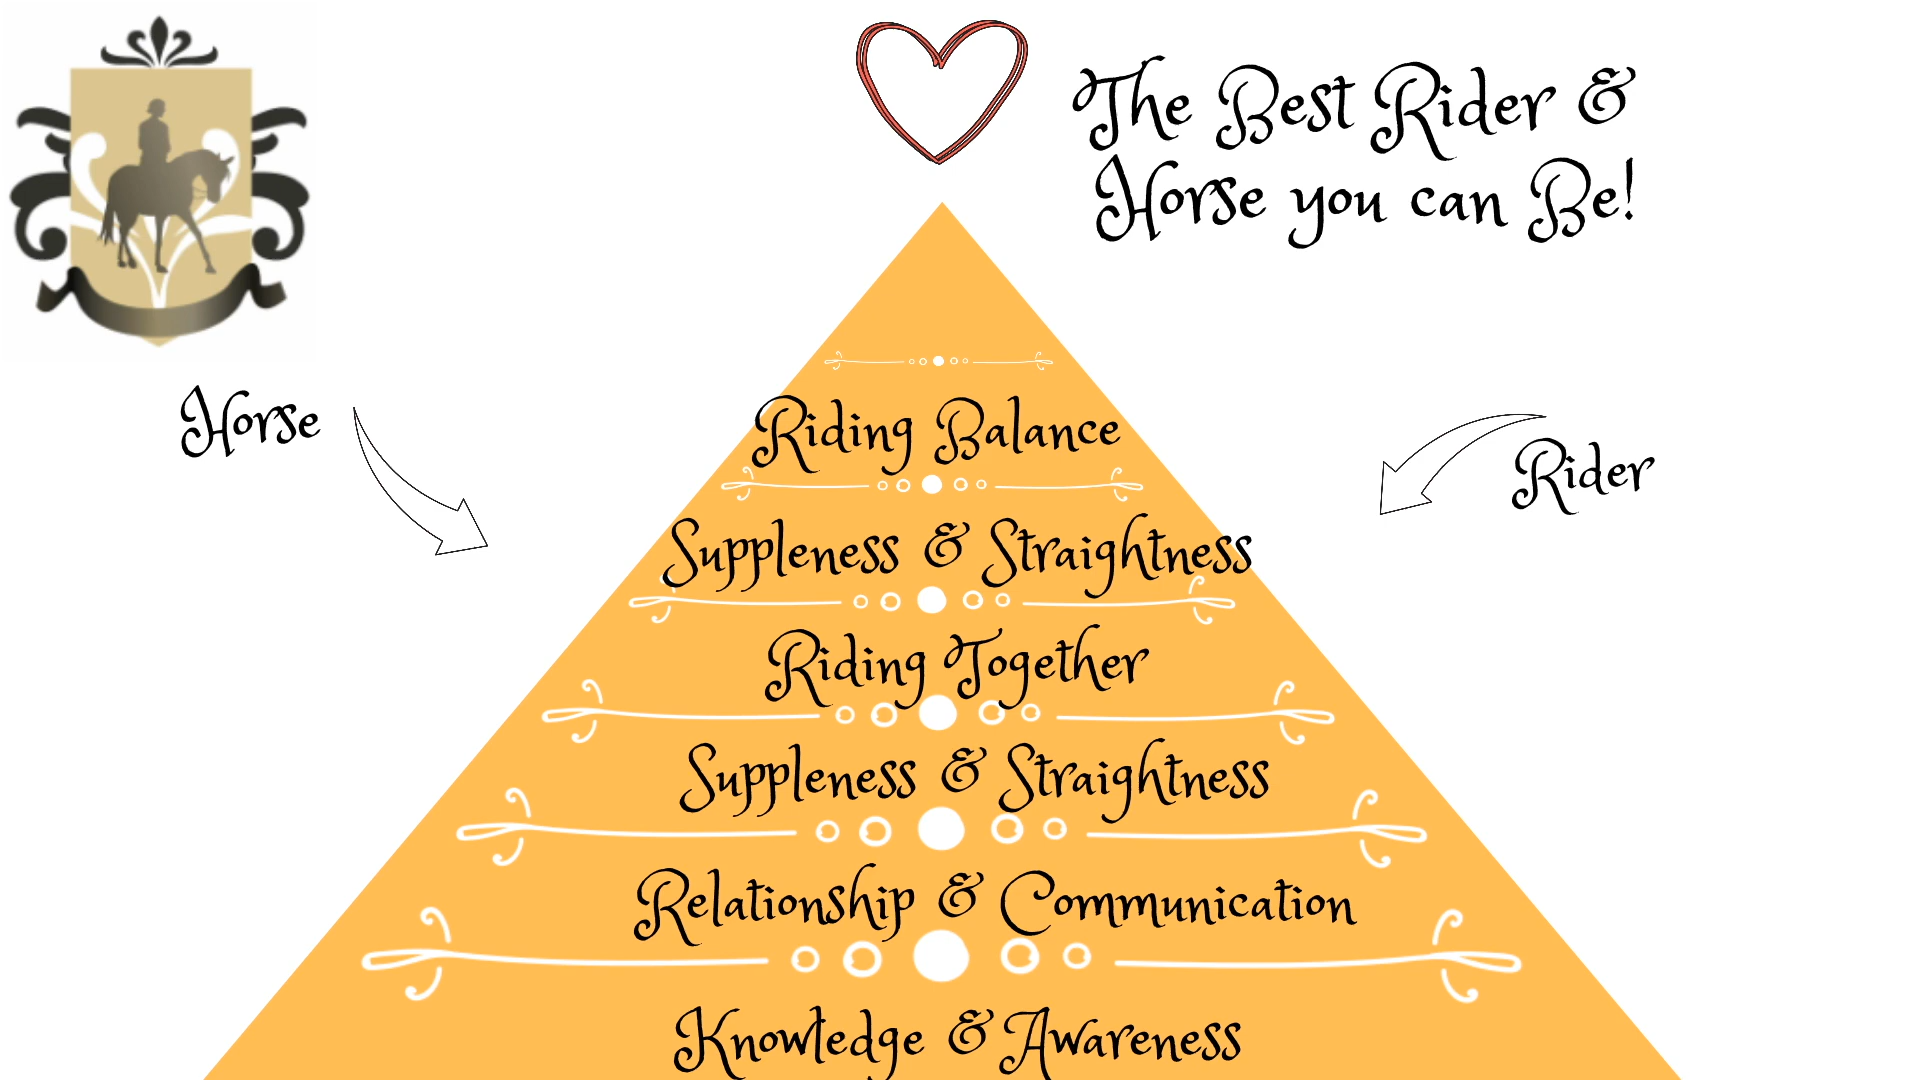 The Best Rider &
Horse you can Be!
Horse
Rider
Riding Balance
Suppleness & Straightness
Riding Together
Suppleness & Straightness
Relationship & Communication
Knowledge & Awareness